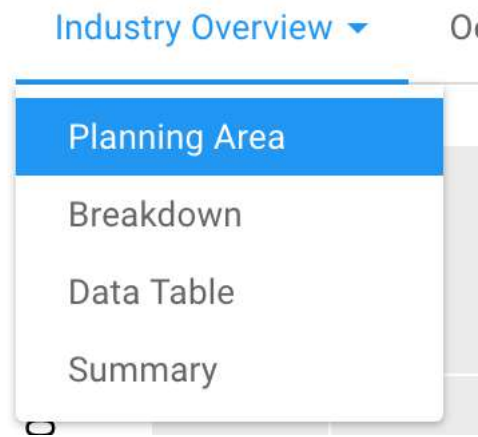 Industry Overview
Planning Area
Breakdown
Data Table
Summary